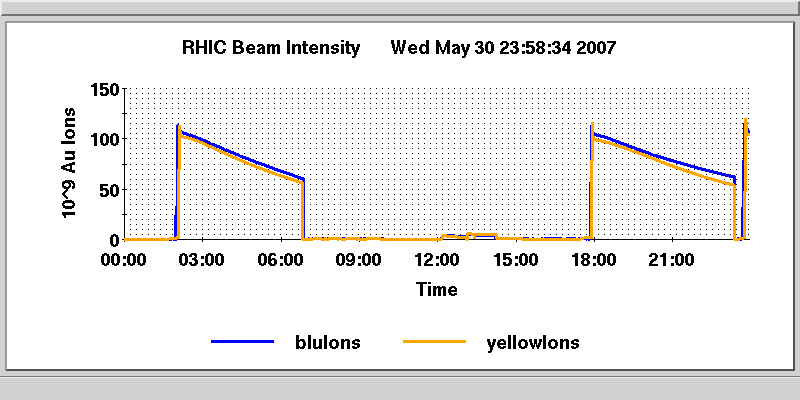 RHIC Beam Intensity Wed May 30 23:58:34 2007
150
100
50
0
10^9 Au Ions
00:00 03:00 06:00 09:00 12:00 15:00 18:00 21:00
Time
bluIons yellowIons